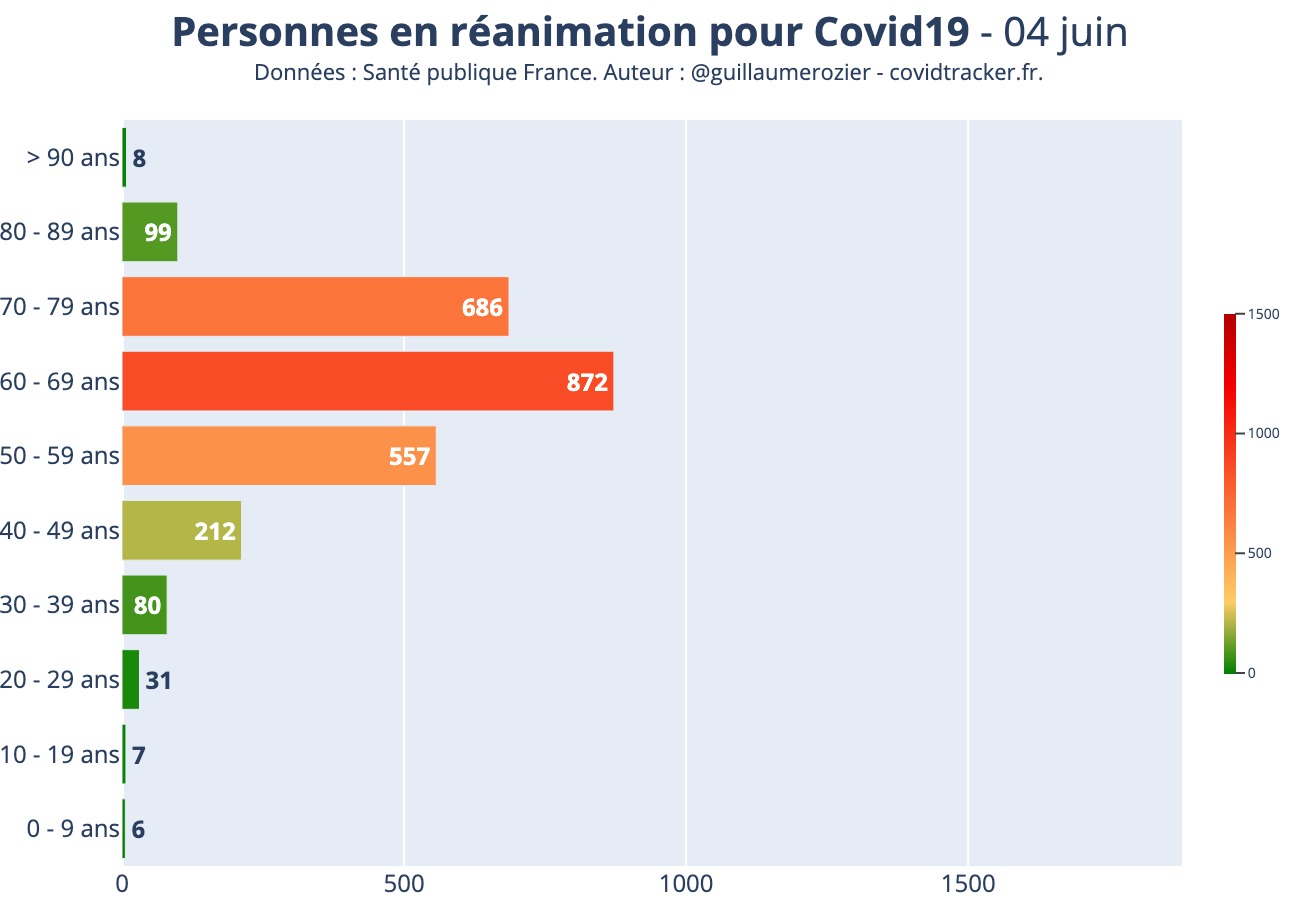 Personnes en réanimation pour Covid19 - 04 juin
Données : Santé publique France. Auteur : @guillaumerozier - covidtracker.fr.
> 90 ans 8
80 - 89 ans 99
70 - 79 ans 686
60 - 69 ans 872
50 - 59 ans 557
40 - 49 ans 212
30 - 39 ans 80
20 - 29 ans 31
10 - 19 ans 7
0 - 9 ans 6
0 500 1000 1500
1500
1000
500
0